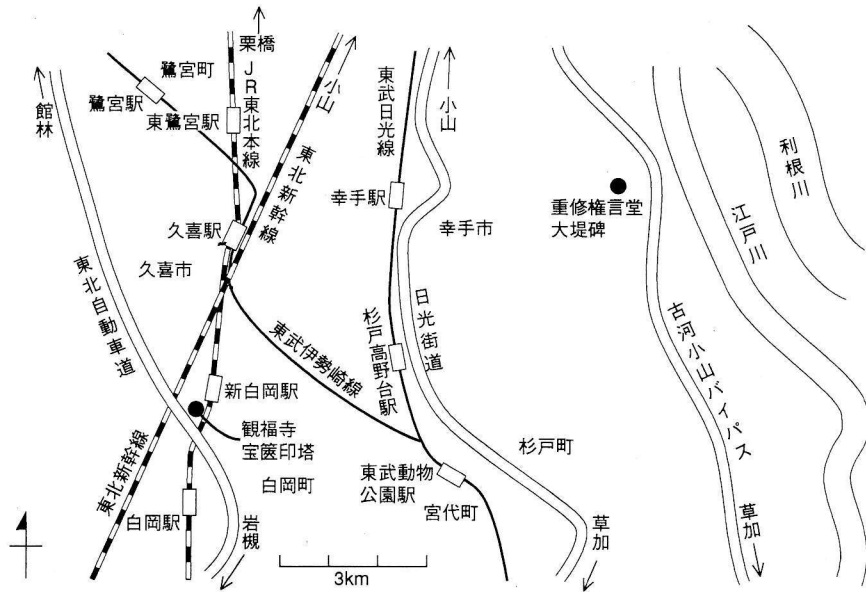 栗橋
鷲宮町
鷲宮駅
東鷲宮駅
JR東北本線
小山
東北新幹線
館林
久喜駅
久喜市
東北自動車道
東武伊勢崎線
新白岡駅
観福寺
宝篋印塔
東北新幹線
白岡町
白岡駅
岩槻
3km
東武日光線
小山
幸手駅
幸手市
日光街道
杉戸高野台駅
杉戸町
東武動物
公園駅
宮代町
草加
重修権言堂
大堤碑
古河小山バイパス
草加
江戸川
利根川